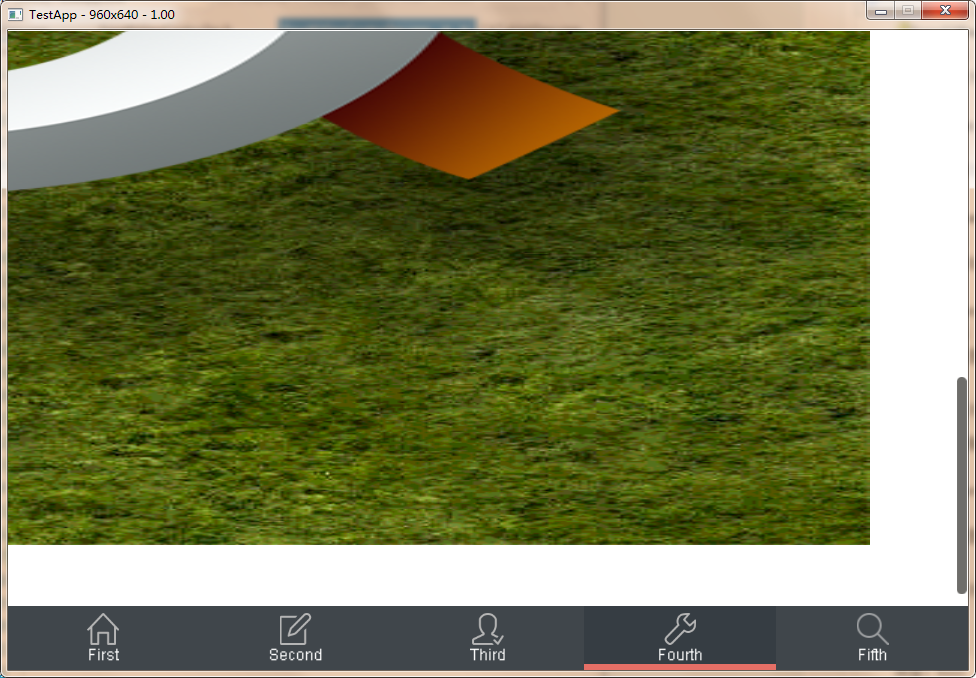 TestApp - 960x640 - 1.00
First
Second
Third
Fourth
Fifth